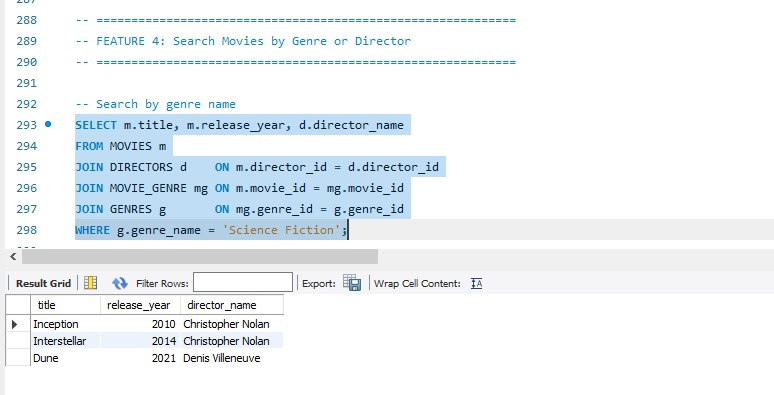 288 -- ============================================================
289 -- FEATURE 4: Search Movies by Genre or Director
290 -- ============================================================
291
292 -- Search by genre name
293 SELECT m.title, m.release_year, d.director_name
294 FROM MOVIES m
295 JOIN DIRECTORS d    ON m.director_id = d.director_id
296 JOIN MOVIE_GENRE mg ON m.movie_id = mg.movie_id
297 JOIN GENRES g       ON mg.genre_id = g.genre_id
298 WHERE g.genre_name = 'Science Fiction';
Result Grid Filter Rows: Export: Wrap Cell Content:
title release_year director_name
Inception 2010 Christopher Nolan
Interstellar 2014 Christopher Nolan
Dune 2021 Denis Villeneuve